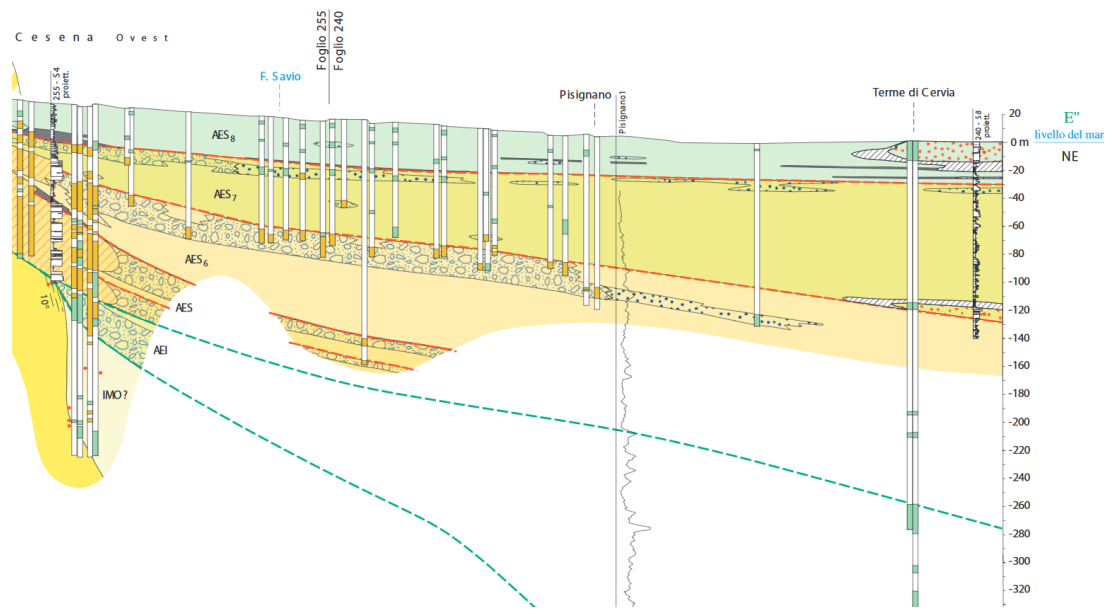 Cesena Ovest
255 - S4
proiett.
F. Savio
Foglio 255
Foglio 240
Pisignano
Pisignano1
Terme di Cervia
240 - S8
proiett.
20
0 m
-20
-40
-60
-80
-100
-120
-140
-160
-180
-200
-220
-240
-260
-280
-300
-320
E"
livello del mar
NE
AES8
AES7
AES6
AES
AEI
IMO?
10°